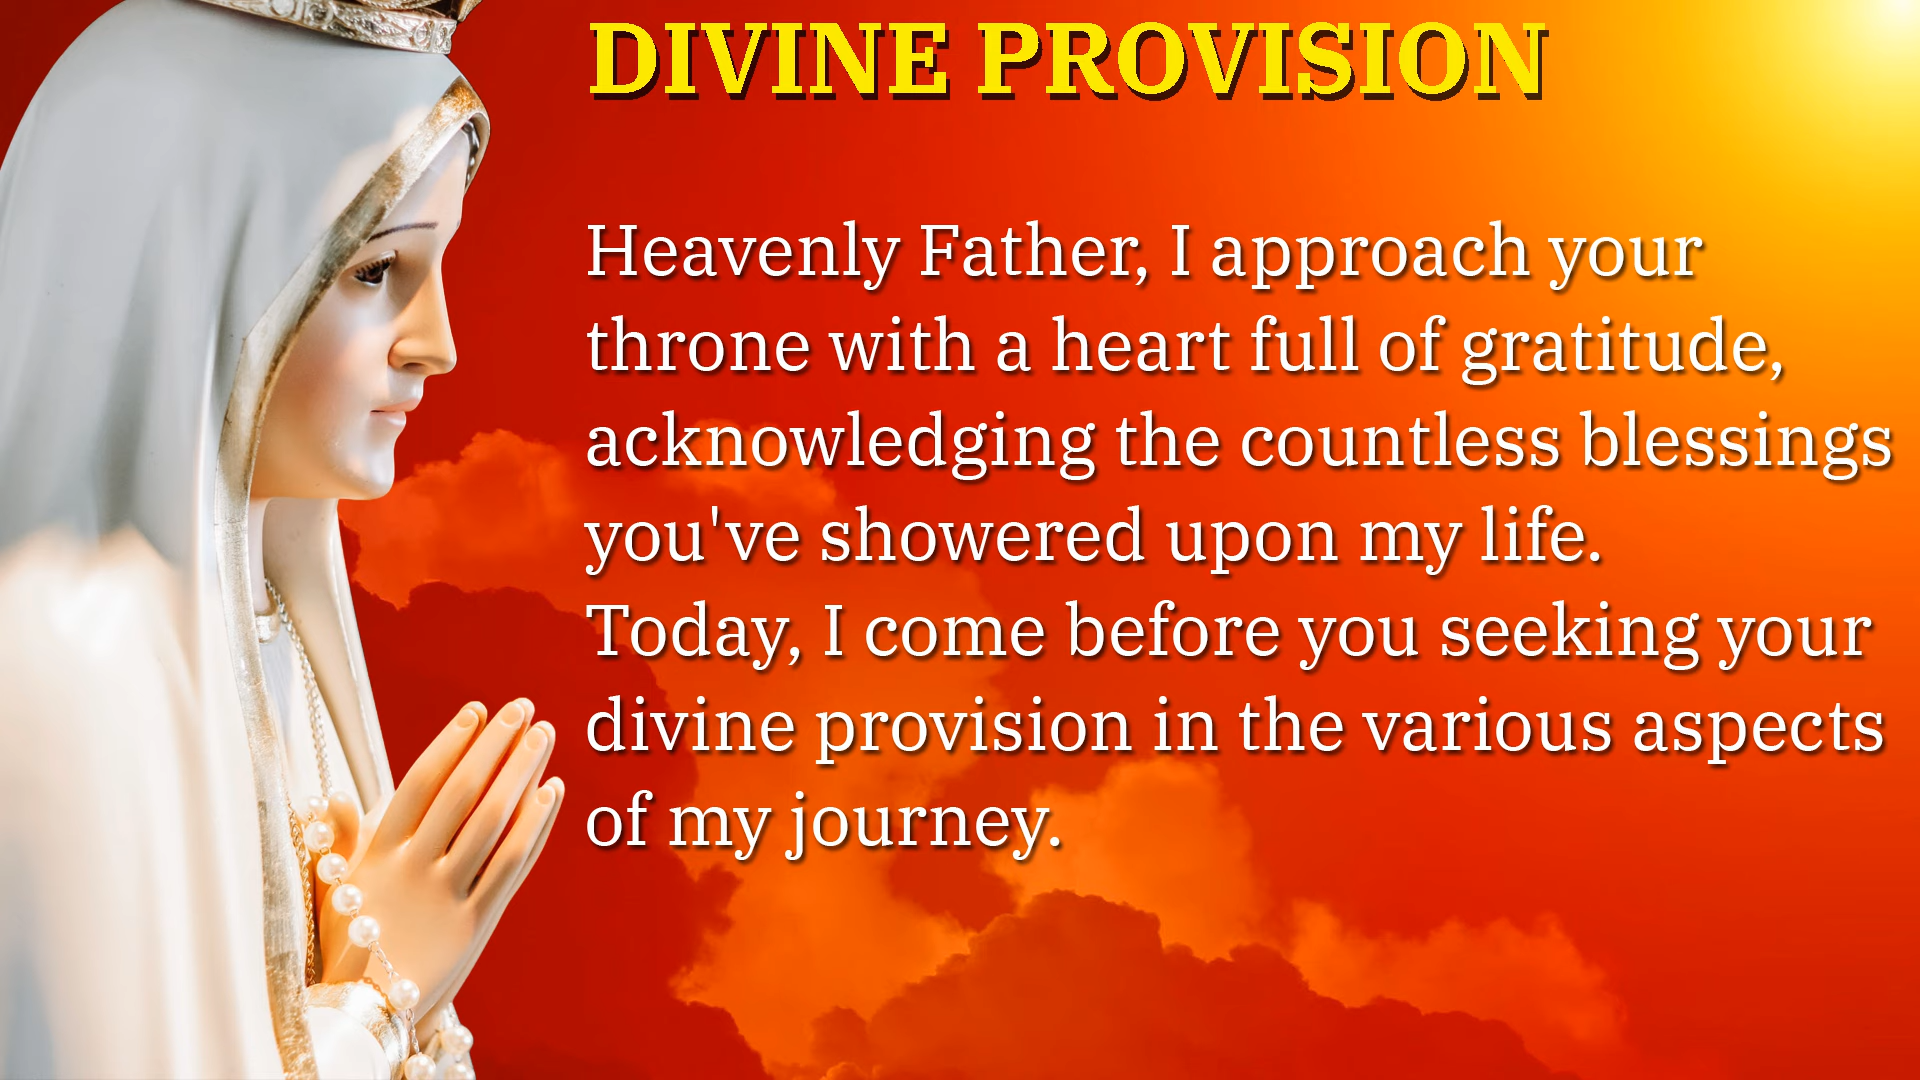 DIVINE PROVISION
Heavenly Father, I approach your
throne with a heart full of gratitude,
acknowledging the countless blessings
you've showered upon my life.
Today, I come before you seeking your
divine provision in the various aspects
of my journey.